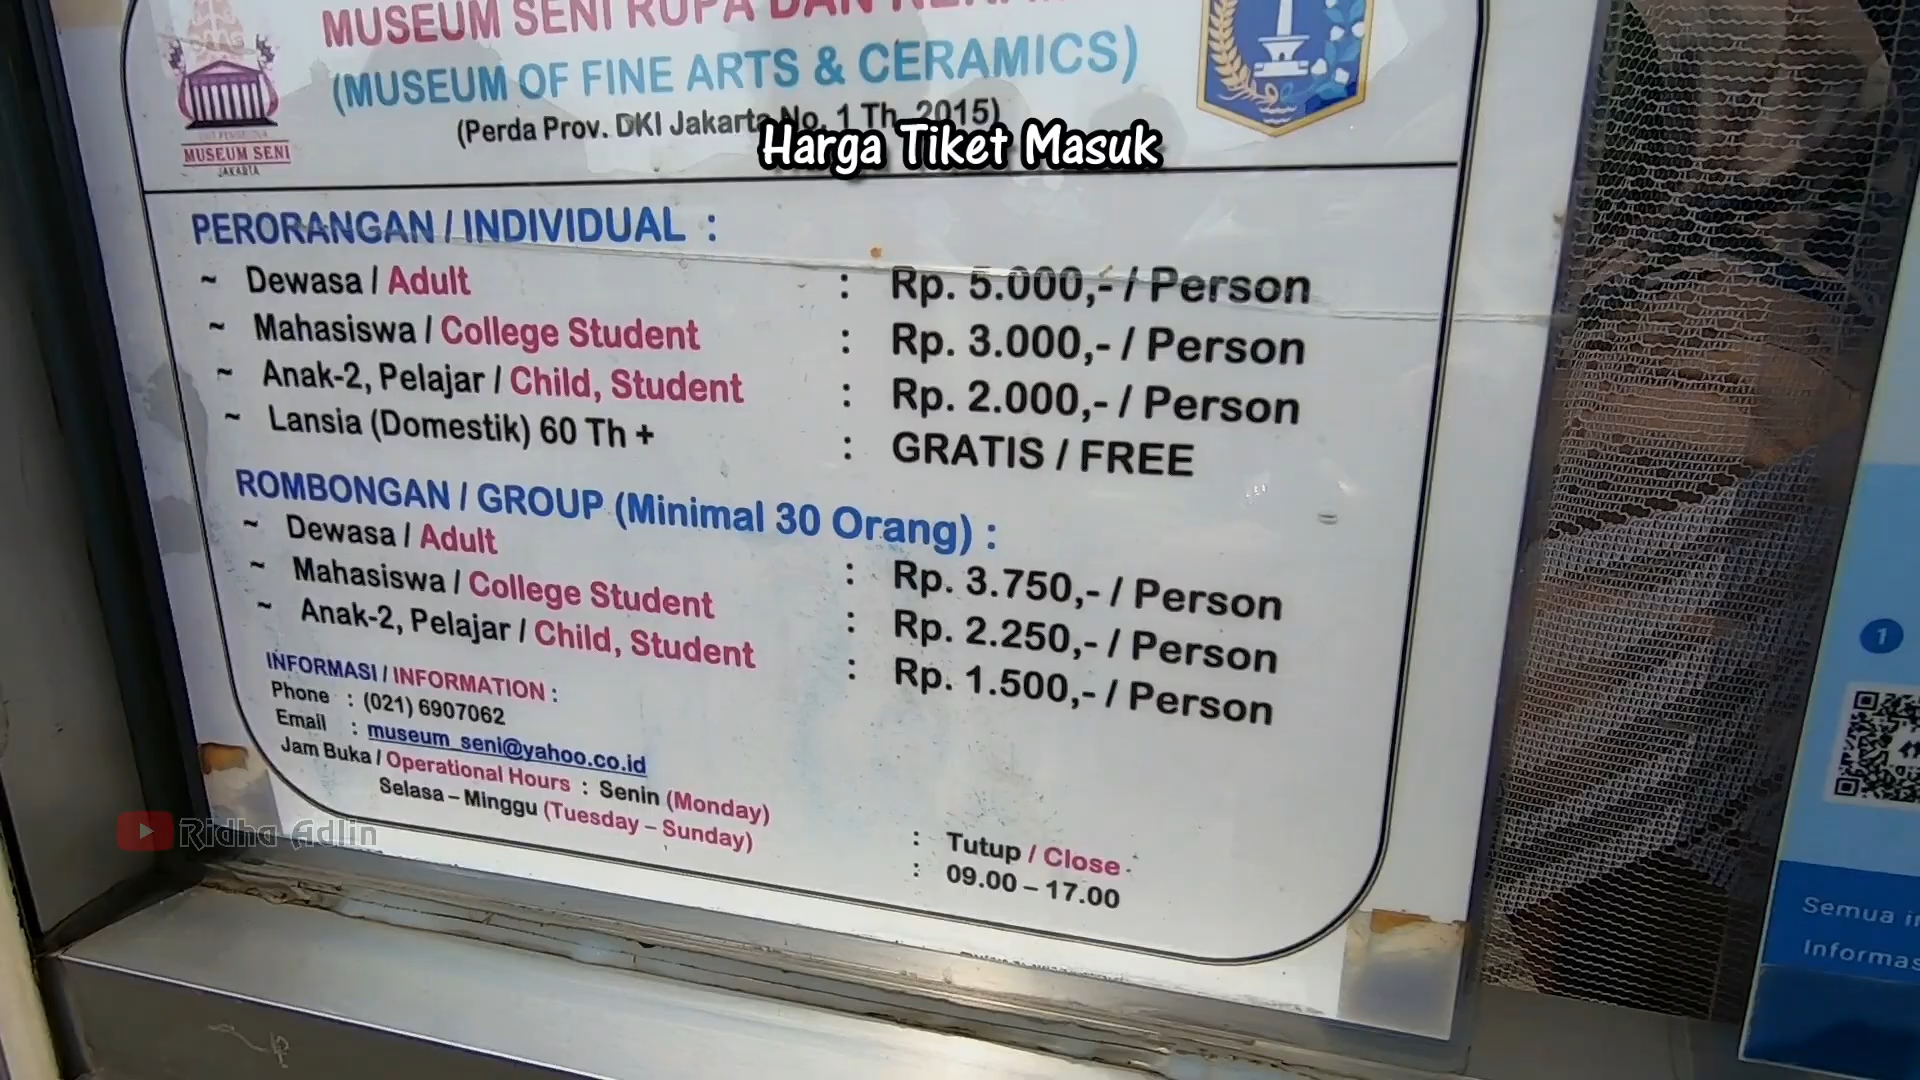 MUSEUM SENI RUPA DAN
(MUSEUM OF FINE ARTS & CERAMICS)
(Perda Prov. DKI Jakarta No. 1 Th. 2015)
MUSEUM SENI
JAKARTA
Harga Tiket Masuk
PERORANGAN / INDIVIDUAL :
~ Dewasa / Adult : Rp. 5.000,- / Person
~ Mahasiswa / College Student : Rp. 3.000,- / Person
~ Anak-2, Pelajar / Child, Student : Rp. 2.000,- / Person
~ Lansia (Domestik) 60 Th + : GRATIS / FREE
ROMBONGAN / GROUP (Minimal 30 Orang) :
~ Dewasa / Adult : Rp. 3.750,- / Person
~ Mahasiswa / College Student : Rp. 2.250,- / Person
~ Anak-2, Pelajar / Child, Student : Rp. 1.500,- / Person
INFORMASI / INFORMATION :
Phone : (021) 6907062
Email : museum_seni@yahoo.co.id
Jam Buka / Operational Hours : Senin (Monday) : Tutup / Close
Selasa – Minggu (Tuesday – Sunday) : 09.00 – 17.00
Ridha Adlin
1
Semua